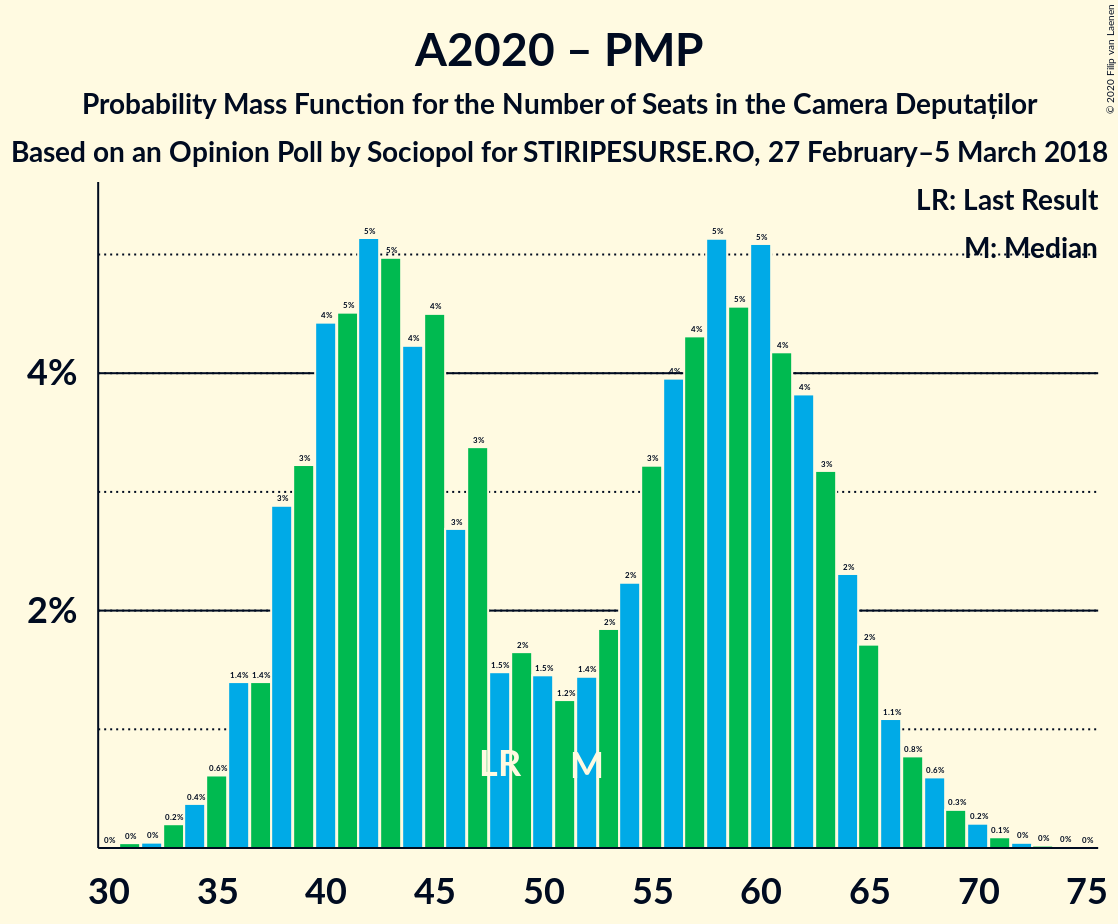 A2020 – PMP
Probability Mass Function for the Number of Seats in the Camera Deputaților
Based on an Opinion Poll by Sociopol for STIRIPESURSE.RO, 27 February–5 March 2018
© 2020 Filip van Laenen
LR: Last Result
M: Median
4%
2%
0% 0% 0% 0.2% 0.4% 0.6% 1.4% 1.4% 3% 3% 4% 5% 5% 5% 4% 4% 3% 3% 1.5% 2% 1.5% 1.2% 1.4% 2% 2% 3% 4% 4% 5% 5% 5% 4% 4% 3% 2% 2% 1.1% 0.8% 0.6% 0.3% 0.2% 0.1% 0% 0% 0% 0%
LR M
30 35 40 45 50 55 60 65 70 75